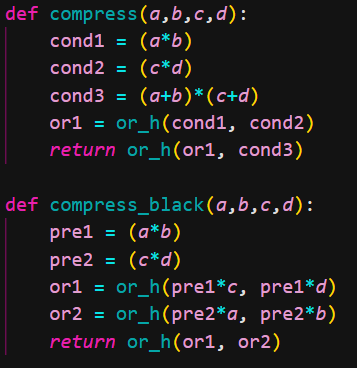 def compress(a,b,c,d):
    cond1 = (a*b)
    cond2 = (c*d)
    cond3 = (a+b)*(c+d)
    or1 = or_h(cond1, cond2)
    return or_h(or1, cond3)

def compress_black(a,b,c,d):
    pre1 = (a*b)
    pre2 = (c*d)
    or1 = or_h(pre1*c, pre1*d)
    or2 = or_h(pre2*a, pre2*b)
    return or_h(or1, or2)